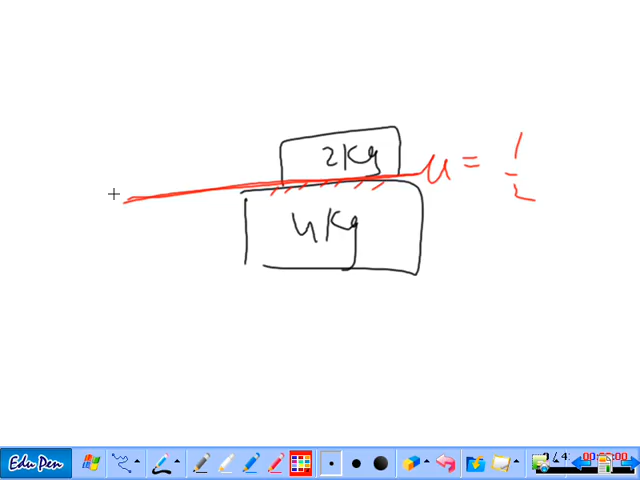 2Kg
μ = 1/2
4Kg
Edu Pen